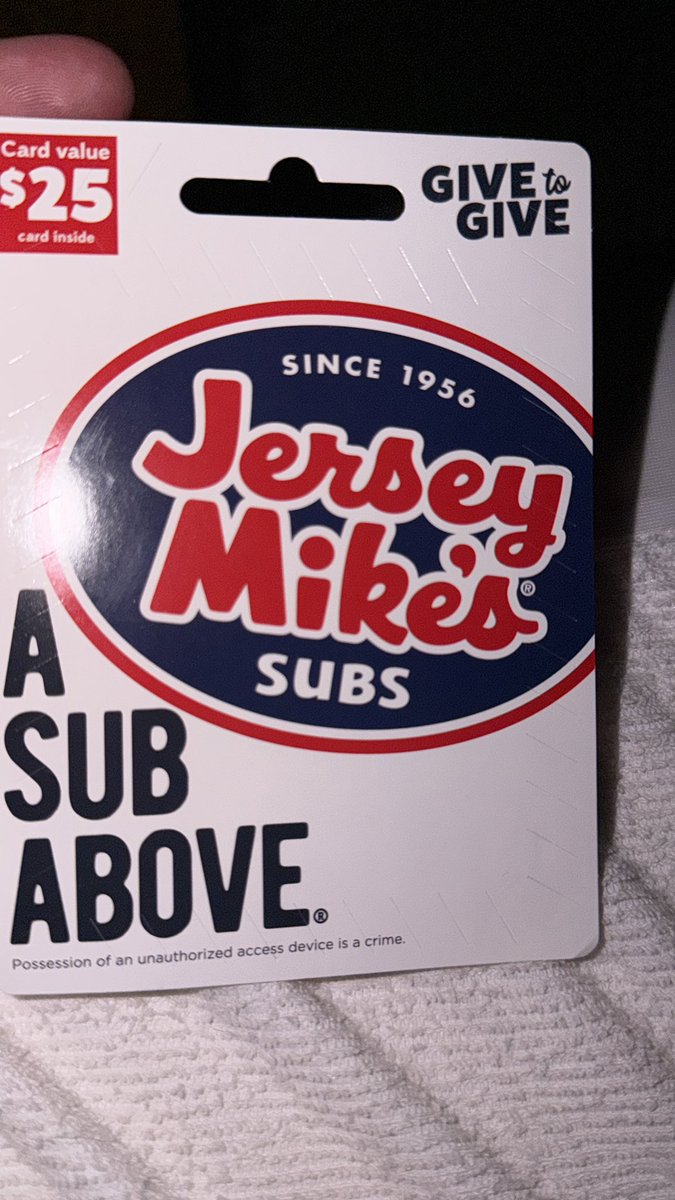 Card value
$25
card inside
GIVE to
GIVE
SINCE 1956
Jersey
Mike's®
SUBS
A
SUB
ABOVE.®
Possession of an unauthorized access device is a crime.